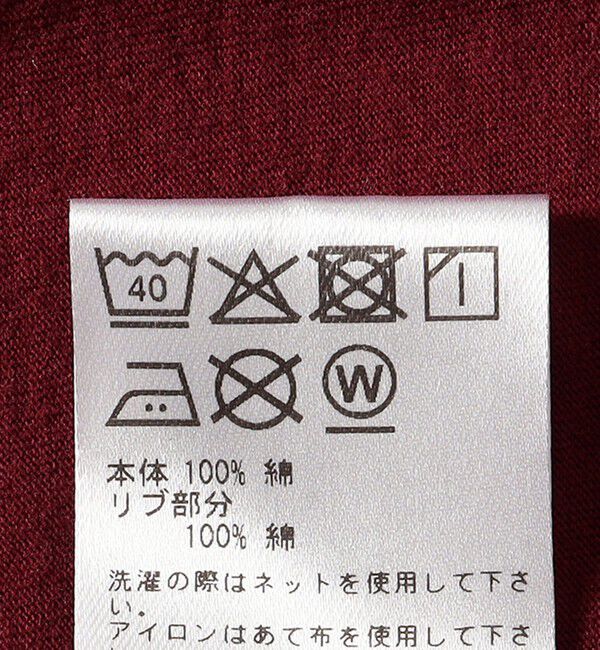 40
W
本体 100% 綿
リブ部分
100% 綿
洗濯の際はネットを使用して下さ
い。
アイロンはあて布を使用して下さ